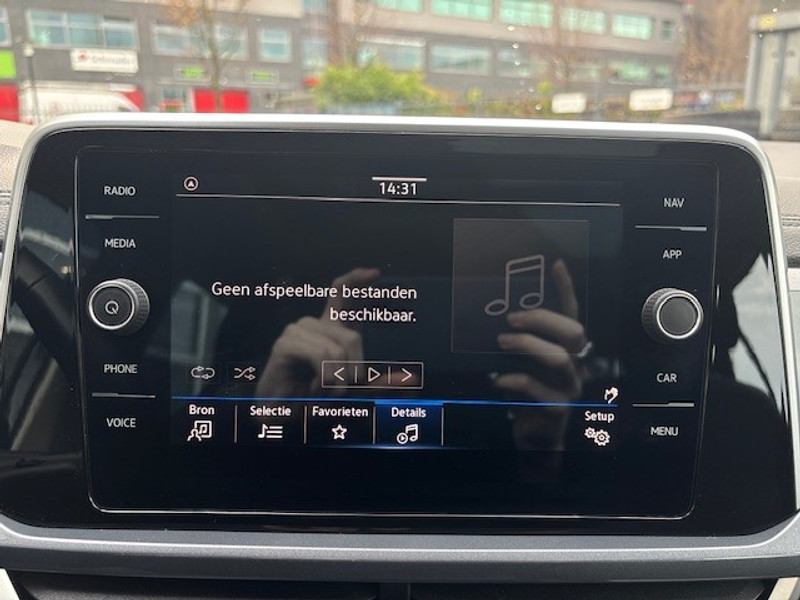 14:31
RADIO
MEDIA
PHONE
VOICE
NAV
APP
CAR
MENU
Geen afspeelbare bestanden
beschikbaar.
Bron
Selectie
Favorieten
Details
Setup